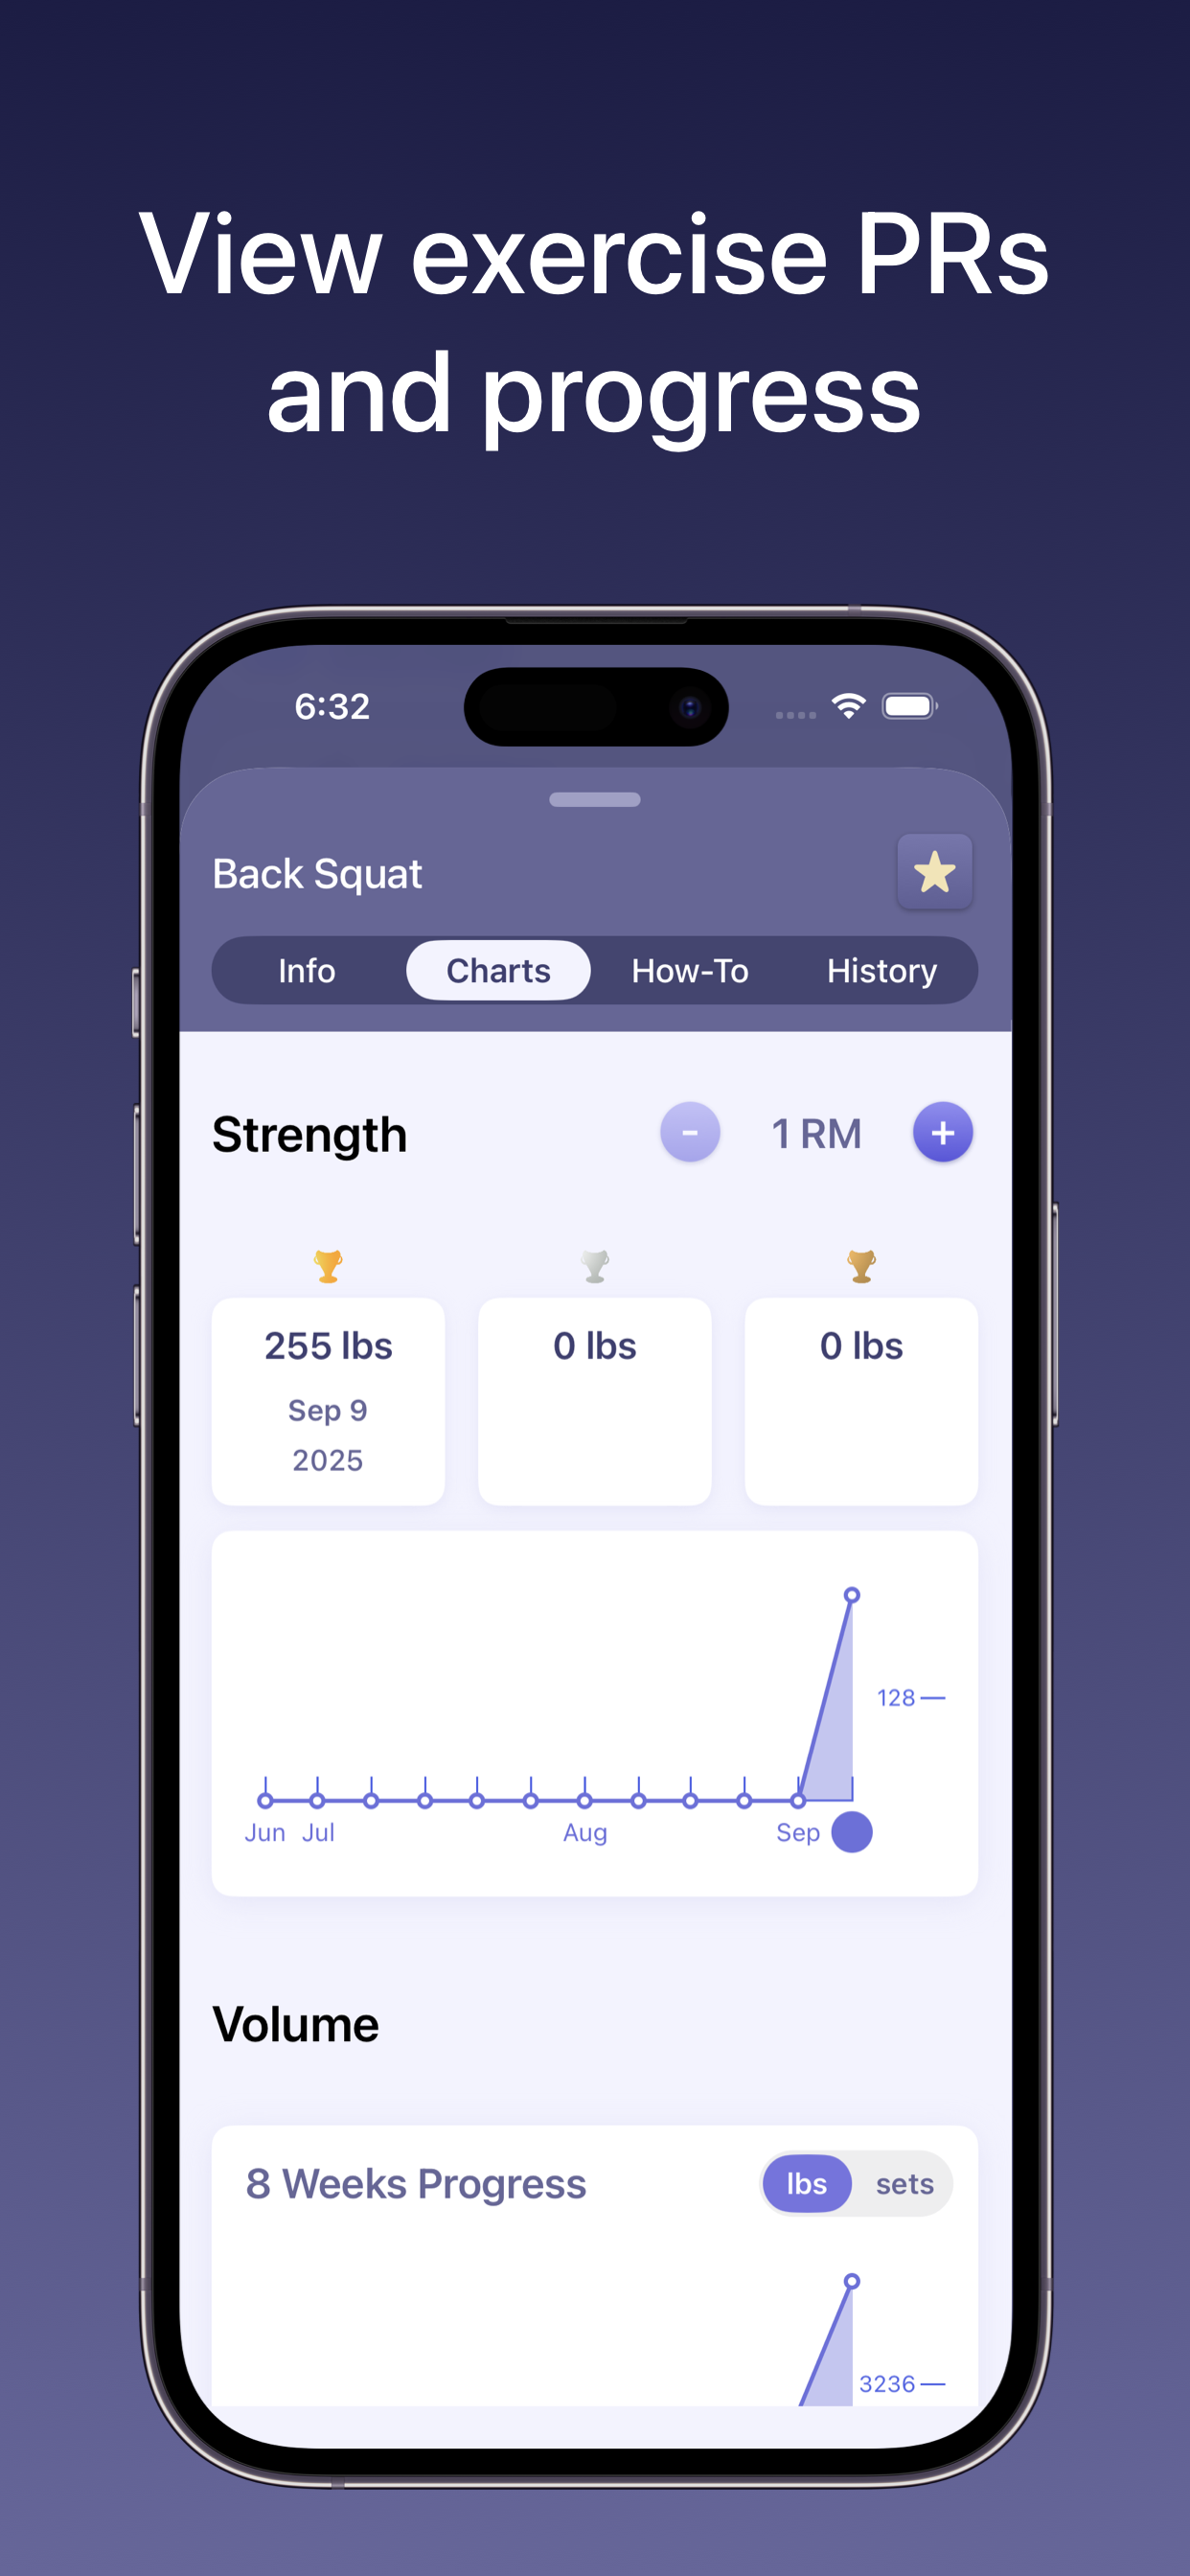 View exercise PRs
and progress
6:32
Back Squat
Info Charts How-To History
Strength - 1 RM +
255 lbs 0 lbs 0 lbs
Sep 9
2025
128
Jun Jul Aug Sep
Volume
8 Weeks Progress lbs sets
3236